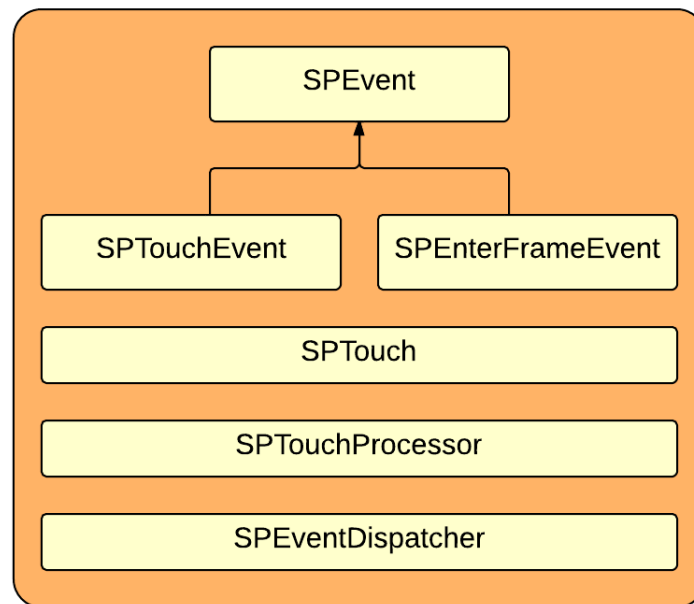 SPEvent
SPTouchEvent
SPEnterFrameEvent
SPTouch
SPTouchProcessor
SPEventDispatcher